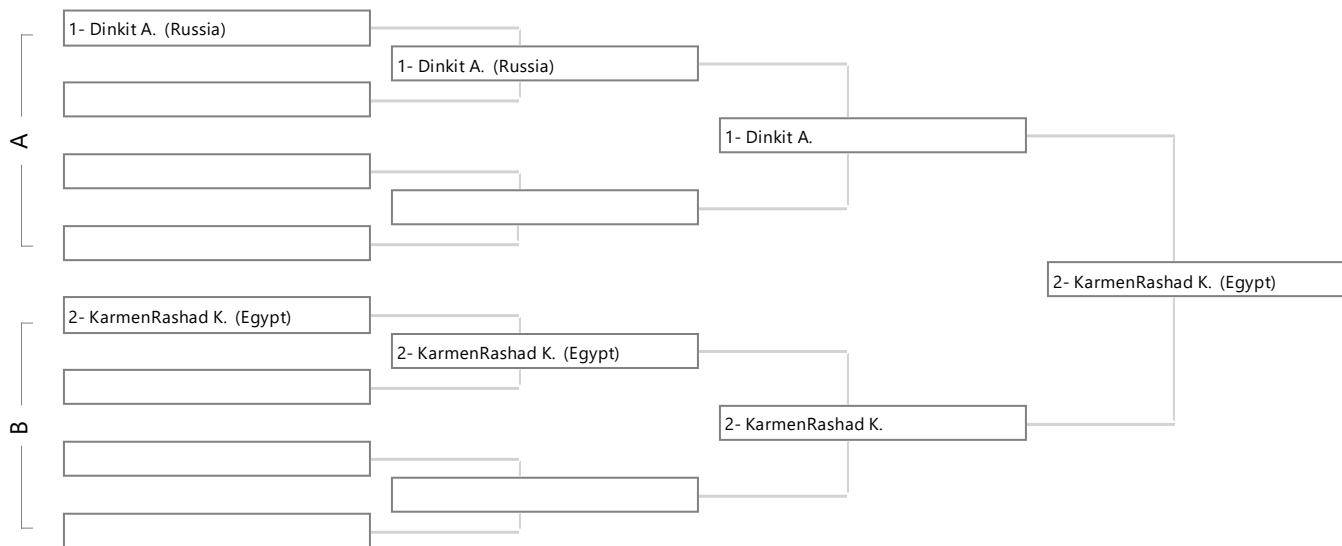 1- Dinkit A. (Russia)
1- Dinkit A. (Russia)
A
1- Dinkit A.
2- KarmenRashad K. (Egypt)
2- KarmenRashad K. (Egypt)
2- KarmenRashad K. (Egypt)
B
2- KarmenRashad K.